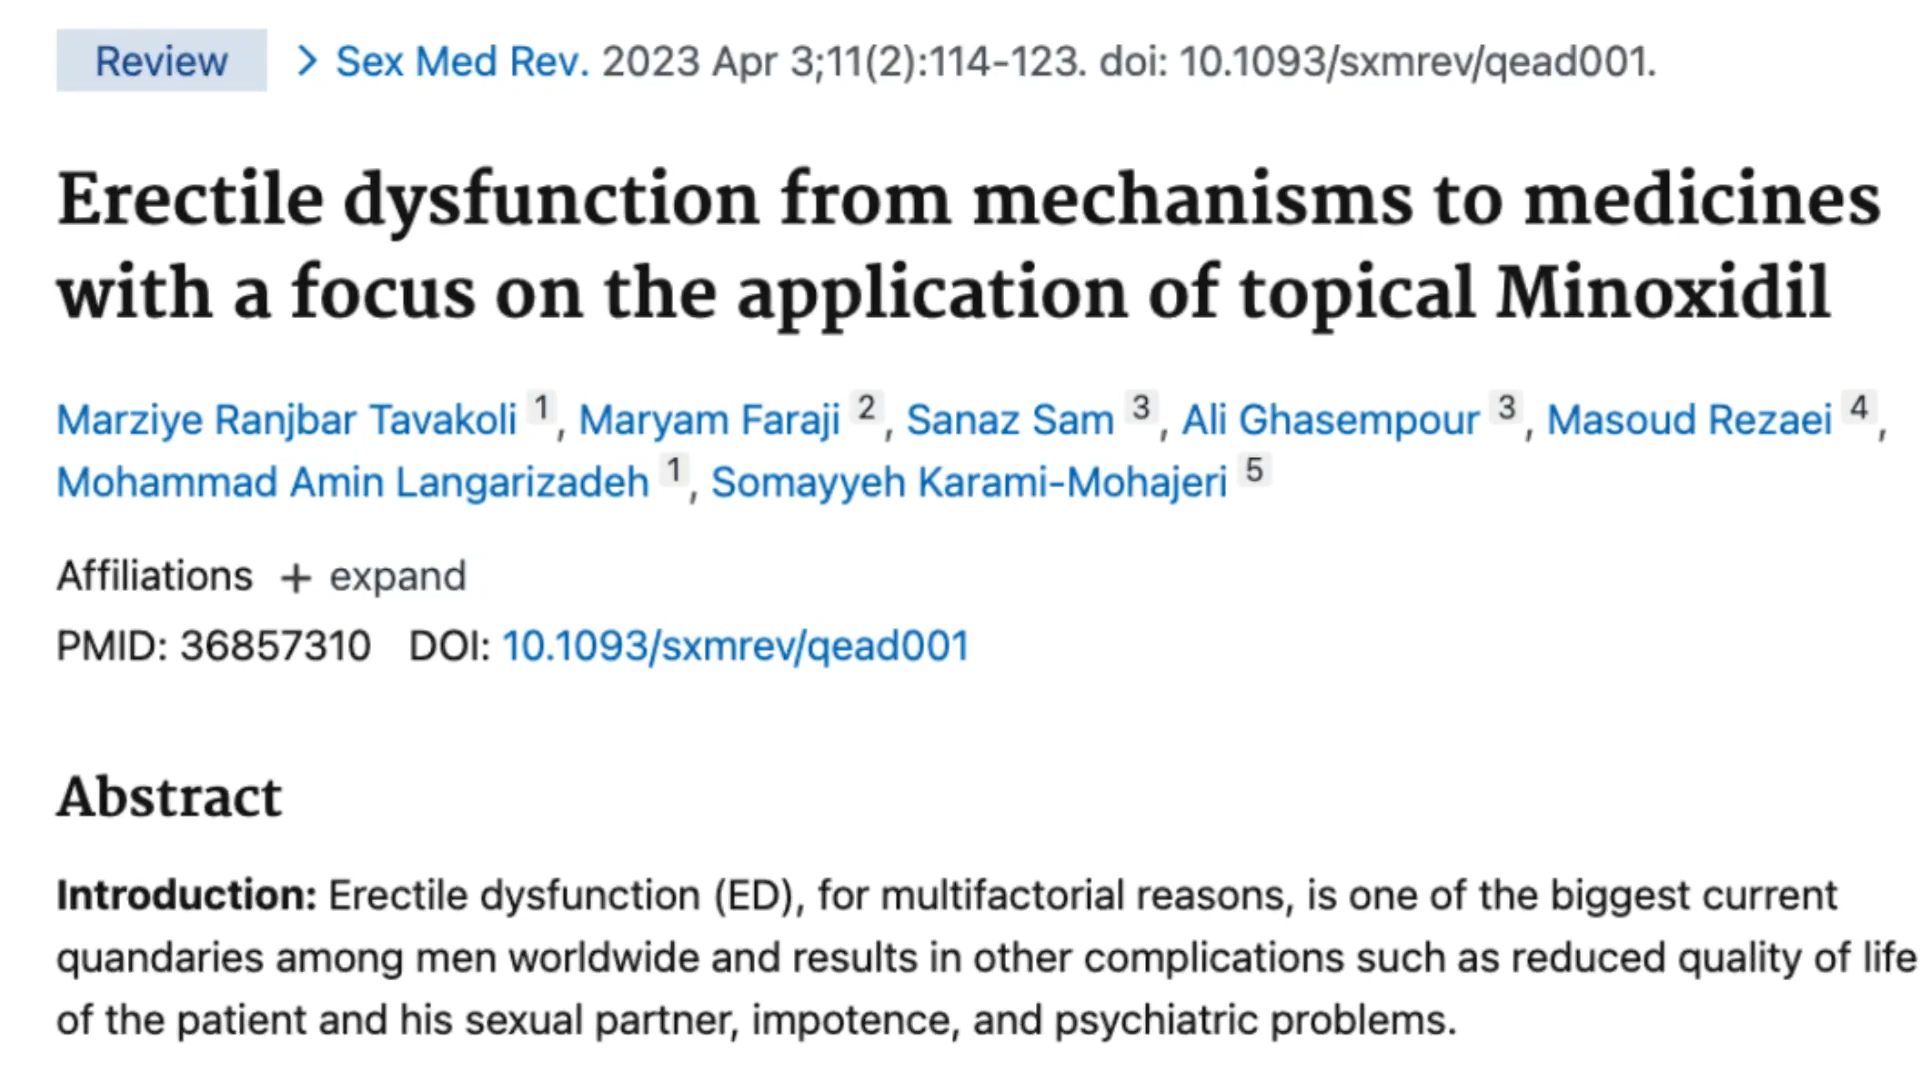 Review > Sex Med Rev. 2023 Apr 3;11(2):114-123. doi: 10.1093/sxmrev/qead001.
Erectile dysfunction from mechanisms to medicines
with a focus on the application of topical Minoxidil
Marziye Ranjbar Tavakoli 1, Maryam Faraji 2, Sanaz Sam 3, Ali Ghasempour 3, Masoud Rezaei 4,
Mohammad Amin Langarizadeh 1, Somayyeh Karami-Mohajeri 5
Affiliations + expand
PMID: 36857310 DOI: 10.1093/sxmrev/qead001
Abstract
Introduction: Erectile dysfunction (ED), for multifactorial reasons, is one of the biggest current
quandaries among men worldwide and results in other complications such as reduced quality of life
of the patient and his sexual partner, impotence, and psychiatric problems.